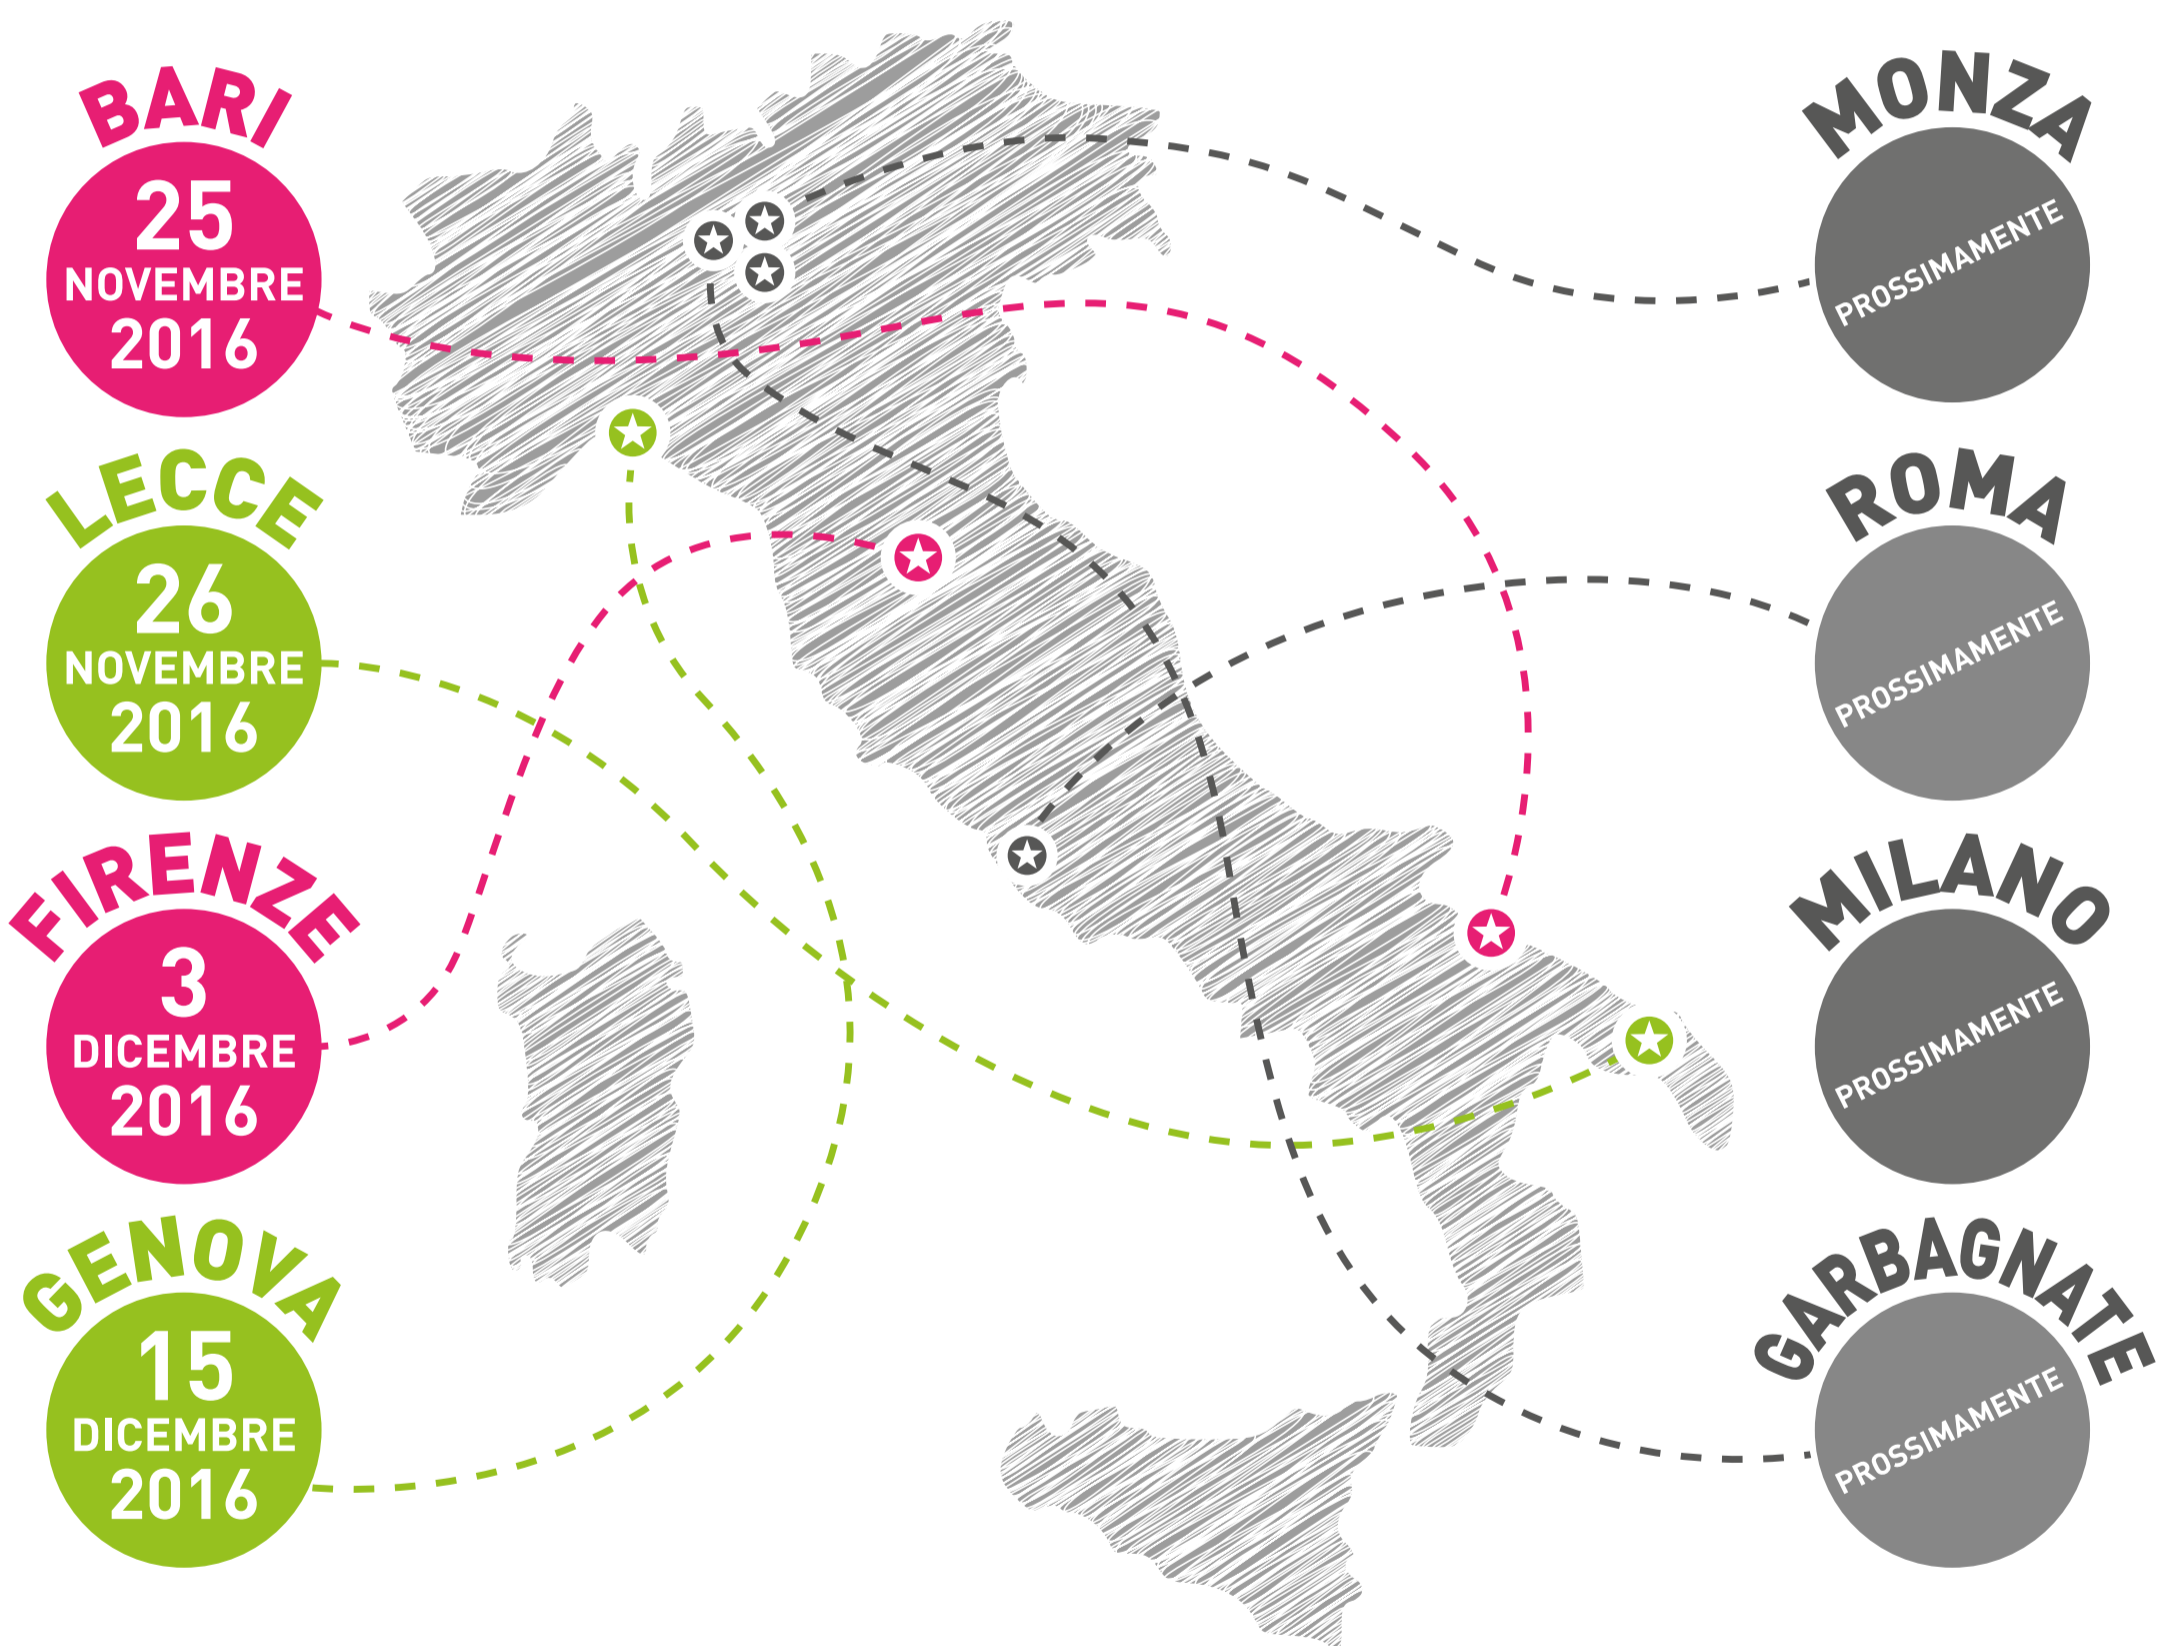 BARI
25
NOVEMBRE
2016
LECCE
26
NOVEMBRE
2016
FIRENZE
3
DICEMBRE
2016
GENOVA
15
DICEMBRE
2016
MONZA
PROSSIMAMENTE
ROMA
PROSSIMAMENTE
MILANO
PROSSIMAMENTE
GARBAGNATE
PROSSIMAMENTE